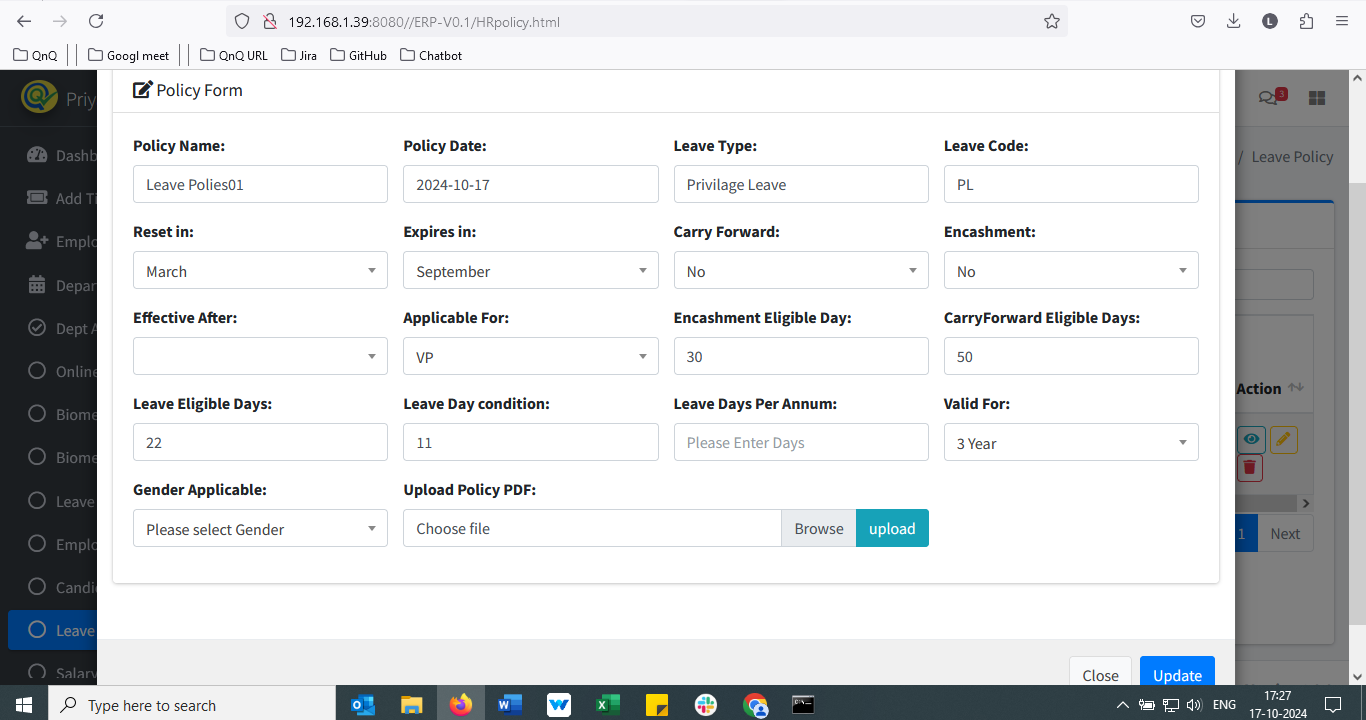 192.168.1.39:8080//ERP-V0.1/HRpolicy.html
L
QnQ
Googl meet
QnQ URL
Jira
GitHub
Chatbot
Priy
3
Policy Form
Dashb
Policy Name:
Policy Date:
Leave Type:
Leave Code:
/ Leave Policy
Leave Polies01
2024-10-17
Privilage Leave
PL
Add Ti
Reset in:
Expires in:
Carry Forward:
Encashment:
Emplo
March
September
No
No
Depar
Effective After:
Applicable For:
Encashment Eligible Day:
CarryForward Eligible Days:
Dept A
VP
30
50
Online
Leave Eligible Days:
Leave Day condition:
Leave Days Per Annum:
Valid For:
Action
Biome
22
11
Please Enter Days
3 Year
Biome
Gender Applicable:
Upload Policy PDF:
Leave
Please select Gender
Choose file
Browse
upload
1
Next
Emplo
Candi
Leave
Salary
Close
Update
Type here to search
ENG
17:27
17-10-2024